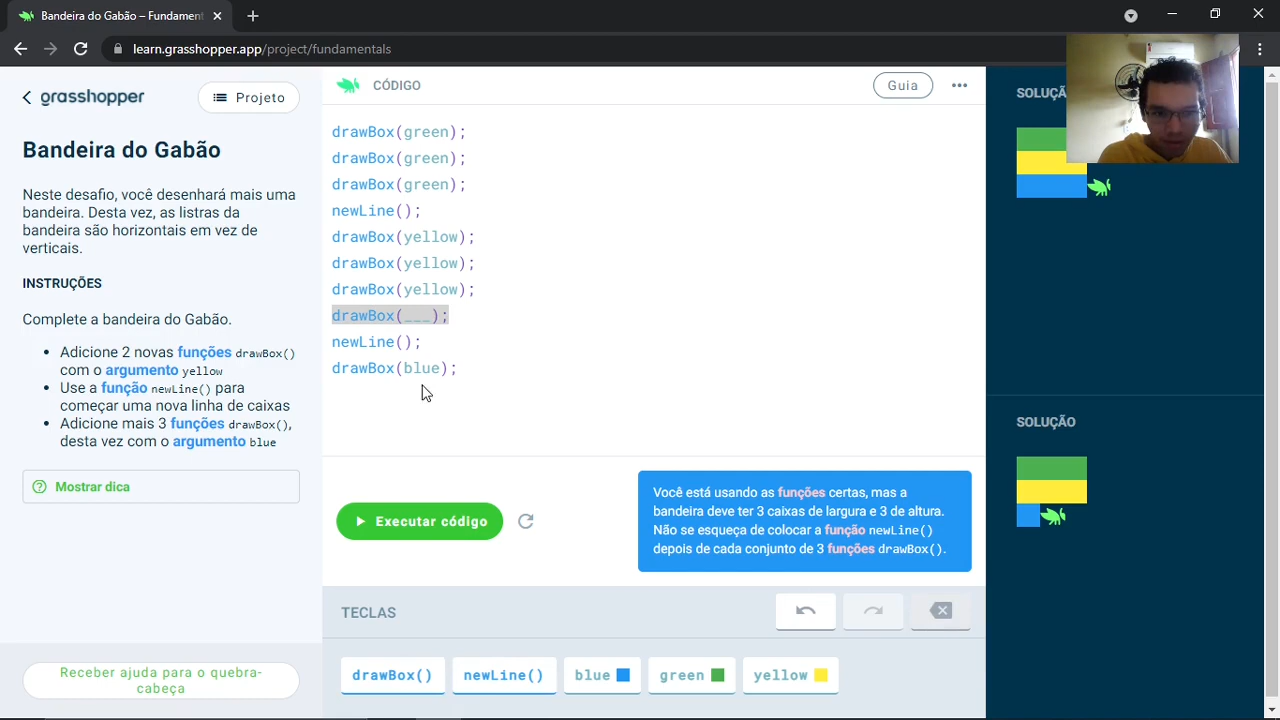 Bandeira do Gabão – Fundament
learn.grasshopper.app/project/fundamentals
grasshopper
Projeto
Bandeira do Gabão
Neste desafio, você desenhará mais uma
bandeira. Desta vez, as listras da
bandeira são horizontais em vez de
verticais.
INSTRUÇÕES
Complete a bandeira do Gabão.
• Adicione 2 novas funções drawBox()
com o argumento yellow
• Use a função newLine() para
começar uma nova linha de caixas
• Adicione mais 3 funções drawBox(),
desta vez com o argumento blue
Mostrar dica
Receber ajuda para o quebra-
cabeça
CÓDIGO
Guia
drawBox(green);
drawBox(green);
drawBox(green);
newLine();
drawBox(yellow);
drawBox(yellow);
drawBox(yellow);
drawBox(___);
newLine();
drawBox(blue);
Executar código
Você está usando as funções certas, mas a
bandeira deve ter 3 caixas de largura e 3 de altura.
Não se esqueça de colocar a função newLine()
depois de cada conjunto de 3 funções drawBox().
TECLAS
drawBox()
newLine()
blue
green
yellow
SOLUÇÃ
SOLUÇÃO